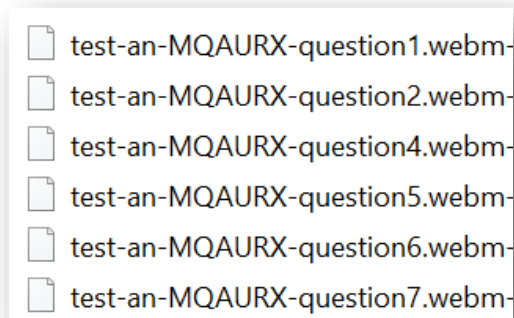 test-an-MQAURX-question1.webm-
test-an-MQAURX-question2.webm-
test-an-MQAURX-question4.webm-
test-an-MQAURX-question5.webm-
test-an-MQAURX-question6.webm-
test-an-MQAURX-question7.webm-